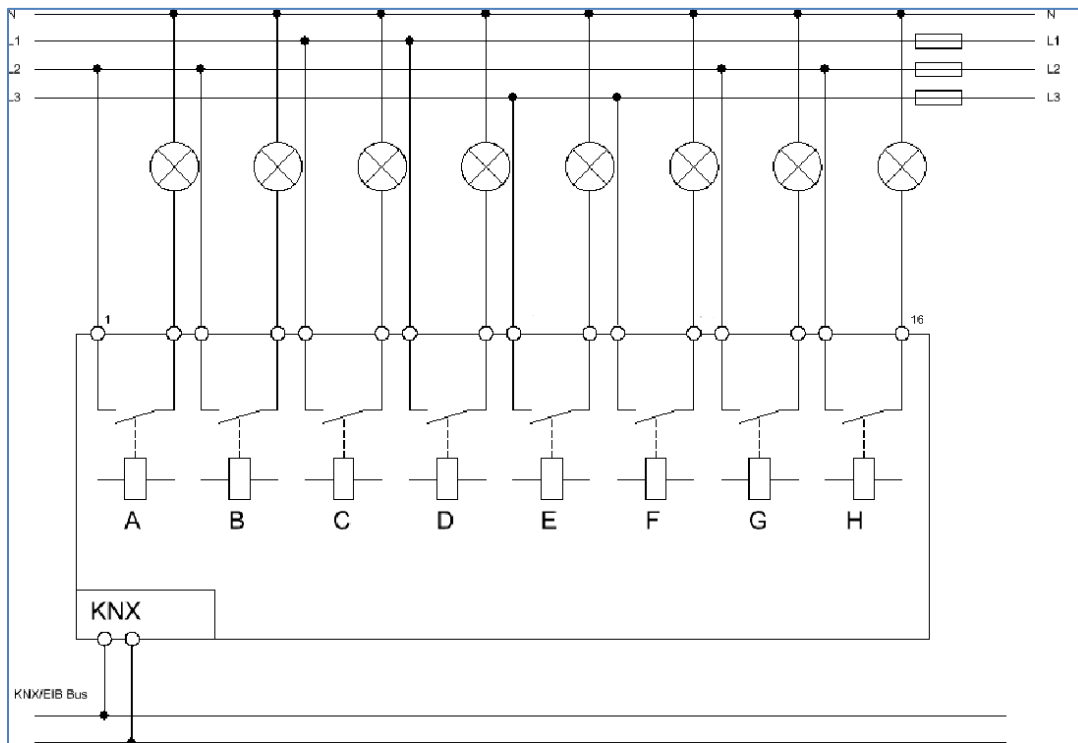 N N
L1 L1
L2 L2
L3 L3
1 16
A B C D E F G H
KNX
KNX/EIB Bus